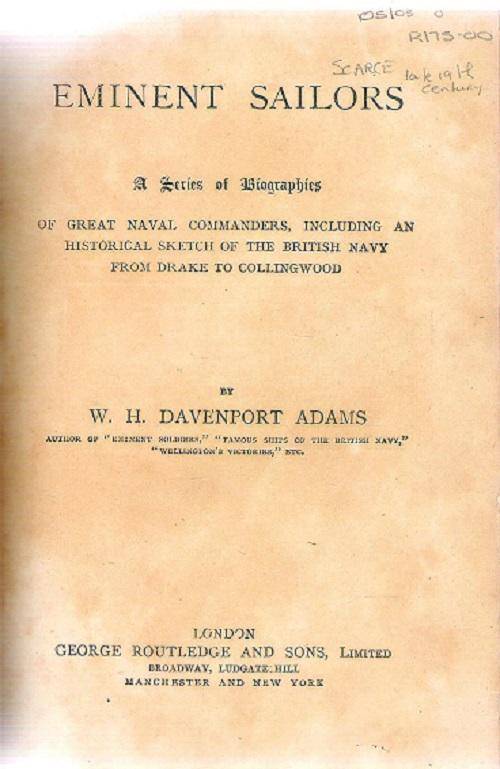 05/08
R175-00
SCARCE late 19th
century
EMINENT SAILORS
A Series of Biographies
OF GREAT NAVAL COMMANDERS, INCLUDING AN
HISTORICAL SKETCH OF THE BRITISH NAVY
FROM DRAKE TO COLLINGWOOD
BY
W. H. DAVENPORT ADAMS
AUTHOR OF "EMINENT SOLDIERS," "FAMOUS SHIPS OF THE BRITISH NAVY,"
"WELLINGTON'S VICTORIES," ETC.
LONDON
GEORGE ROUTLEDGE AND SONS, LIMITED
BROADWAY, LUDGATE HILL
MANCHESTER AND NEW YORK